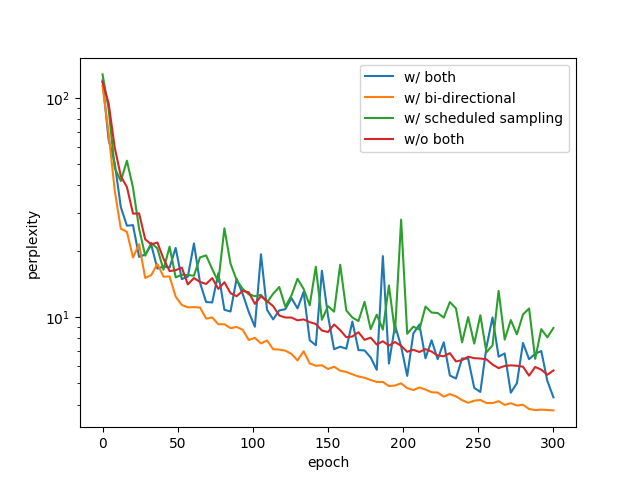 w/ both
w/ bi-directional
w/ scheduled sampling
w/o both
10²
10¹
perplexity
0
50
100
150
200
250
300
epoch